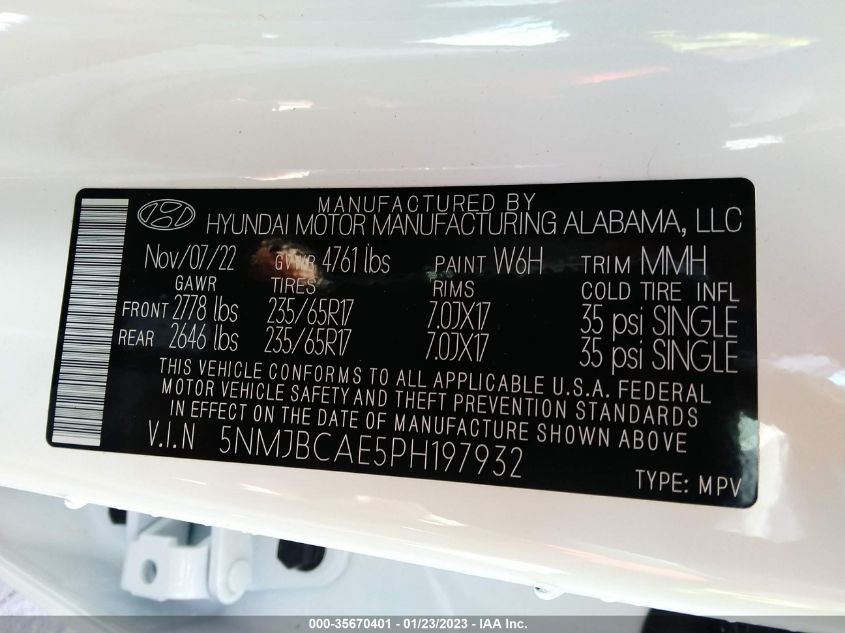 MANUFACTURED BY
HYUNDAI MOTOR MANUFACTURING ALABAMA, LLC
Nov/07/22 GVWR 4761 lbs PAINT W6H TRIM MMH
GAWR TIRES RIMS COLD TIRE INFL
FRONT 2778 lbs 235/65R17 7.0JX17 35 psi SINGLE
REAR 2646 lbs 235/65R17 7.0JX17 35 psi SINGLE
THIS VEHICLE CONFORMS TO ALL APPLICABLE U.S.A. FEDERAL
MOTOR VEHICLE SAFETY AND THEFT PREVENTION STANDARDS
IN EFFECT ON THE DATE OF MANUFACTURE SHOWN ABOVE
V.I.N 5NMJBCAE5PH197932
TYPE: MPV
000-35670401 - 01/23/2023 - IAA Inc.